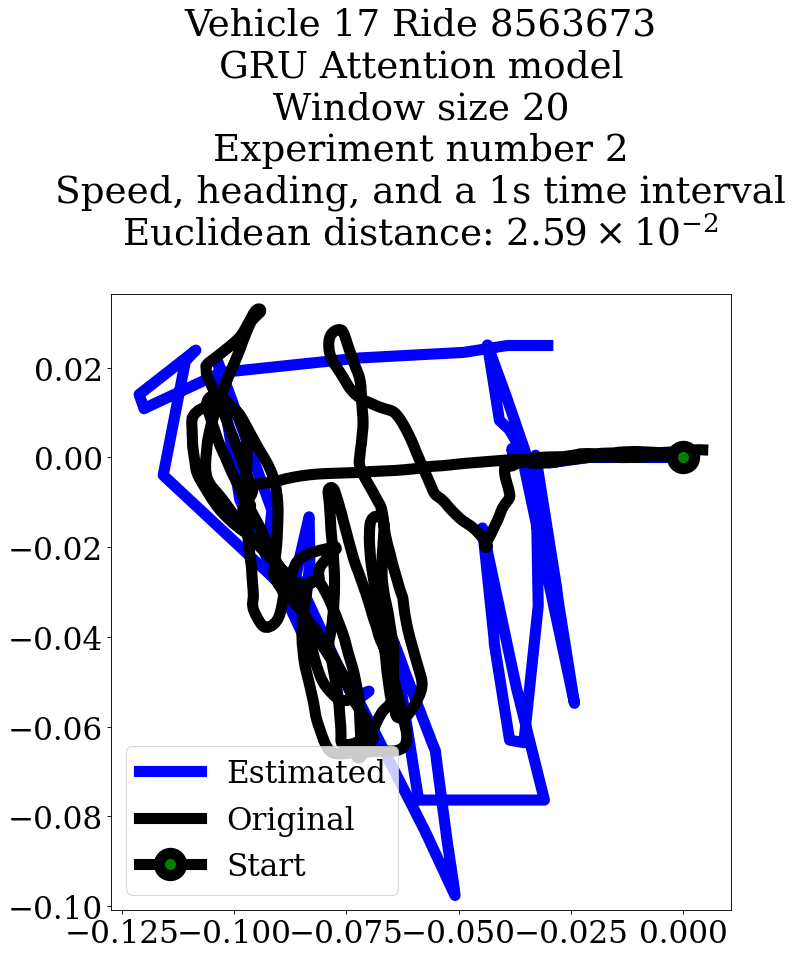 Vehicle 17 Ride 8563673
GRU Attention model
Window size 20
Experiment number 2
Speed, heading, and a 1s time interval
Euclidean distance: 2.59 × 10⁻²
0.02
0.00
−0.02
−0.04
−0.06
−0.08
−0.10
Estimated
Original
Start
−0.125 −0.100 −0.075 −0.050 −0.025 0.000